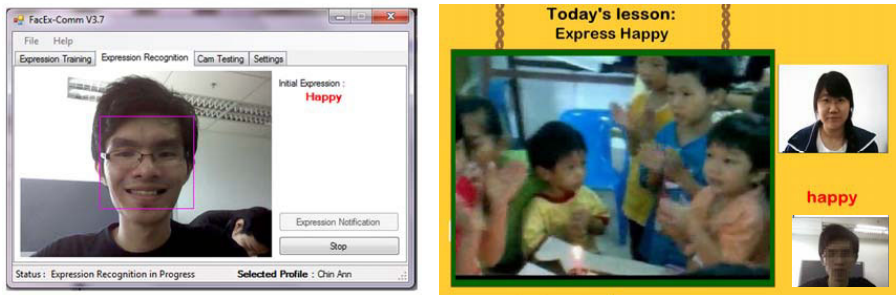 FacEx-Comm V3.7
File Help
Expression Training Expression Recognition Cam Testing Settings
Initial Expression :
Happy
Expression Notification
Stop
Status : Expression Recognition in Progress Selected Profile : Chin Ann
Today's lesson:
Express Happy
happy